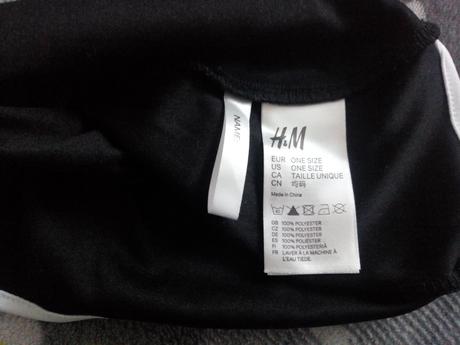 NAME
H&M
EUR ONE SIZE
US ONE SIZE
CA TAILLE UNIQUE
CN 均码
Made in China
GB 100% POLYESTER
CZ 100% POLYESTER
DE 100% POLYESTER
ES 100% POLIÉSTER
FI 100% POLYESTERIÄ
FR LAVER À LA MACHINE À
L'EAU TIÈDE.